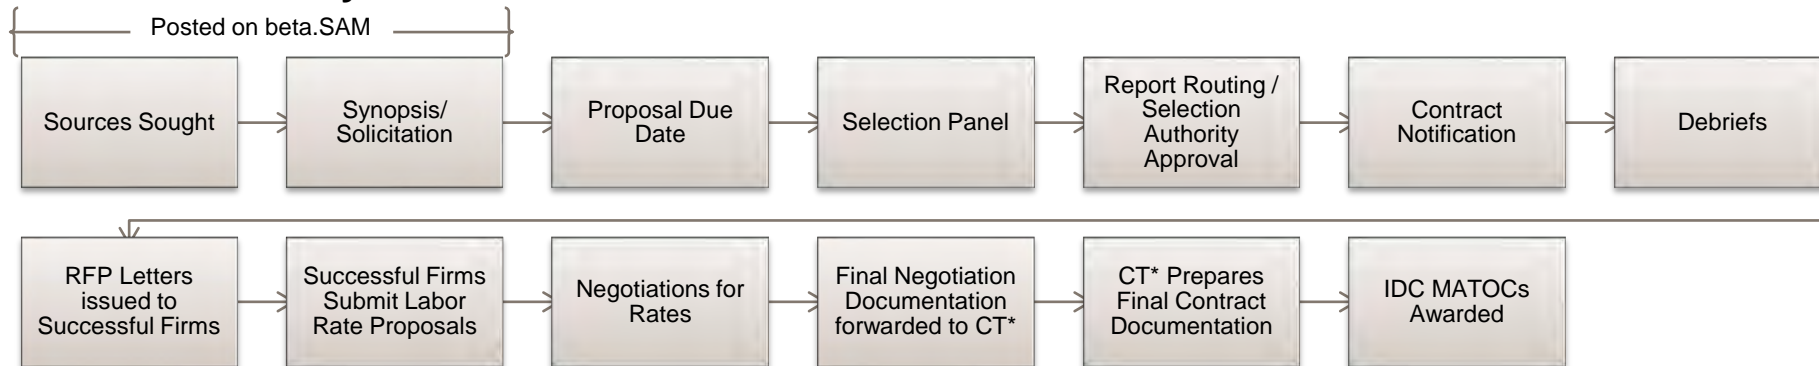 Posted on beta.SAM
Sources Sought
Synopsis/
Solicitation
Proposal Due
Date
Selection Panel
Report Routing /
Selection
Authority
Approval
Contract
Notification
Debriefs
RFP Letters
issued to
Successful Firms
Successful Firms
Submit Labor
Rate Proposals
Negotiations for
Rates
Final Negotiation
Documentation
forwarded to CT*
CT* Prepares
Final Contract
Documentation
IDC MATOCs
Awarded